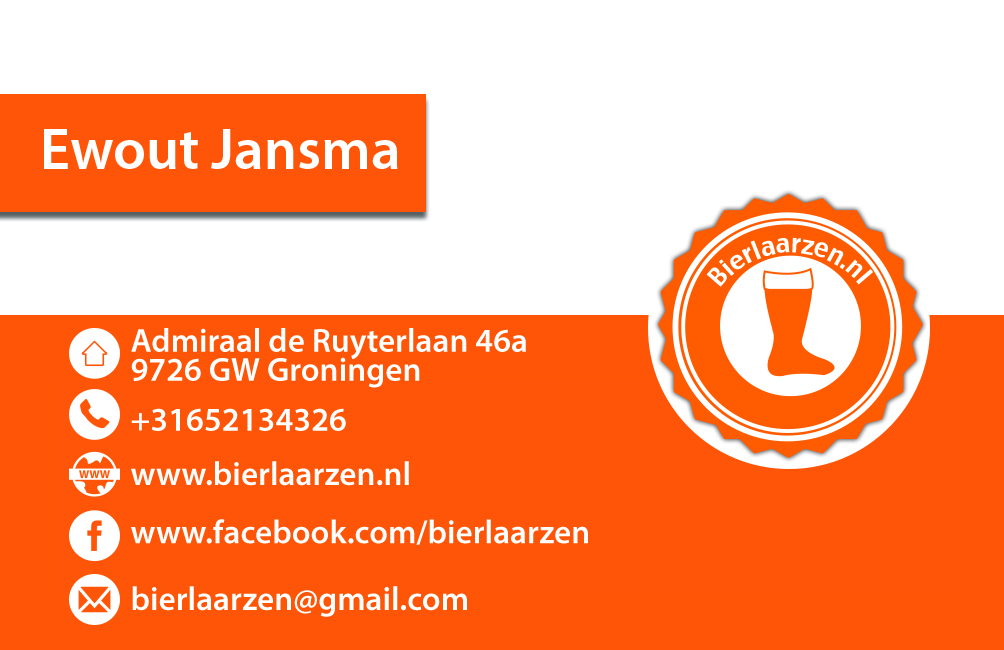 Ewout Jansma
Bierlaarzen.nl
Admiraal de Ruyterlaan 46a
9726 GW Groningen
+31652134326
www
www.bierlaarzen.nl
f
www.facebook.com/bierlaarzen
bierlaarzen@gmail.com